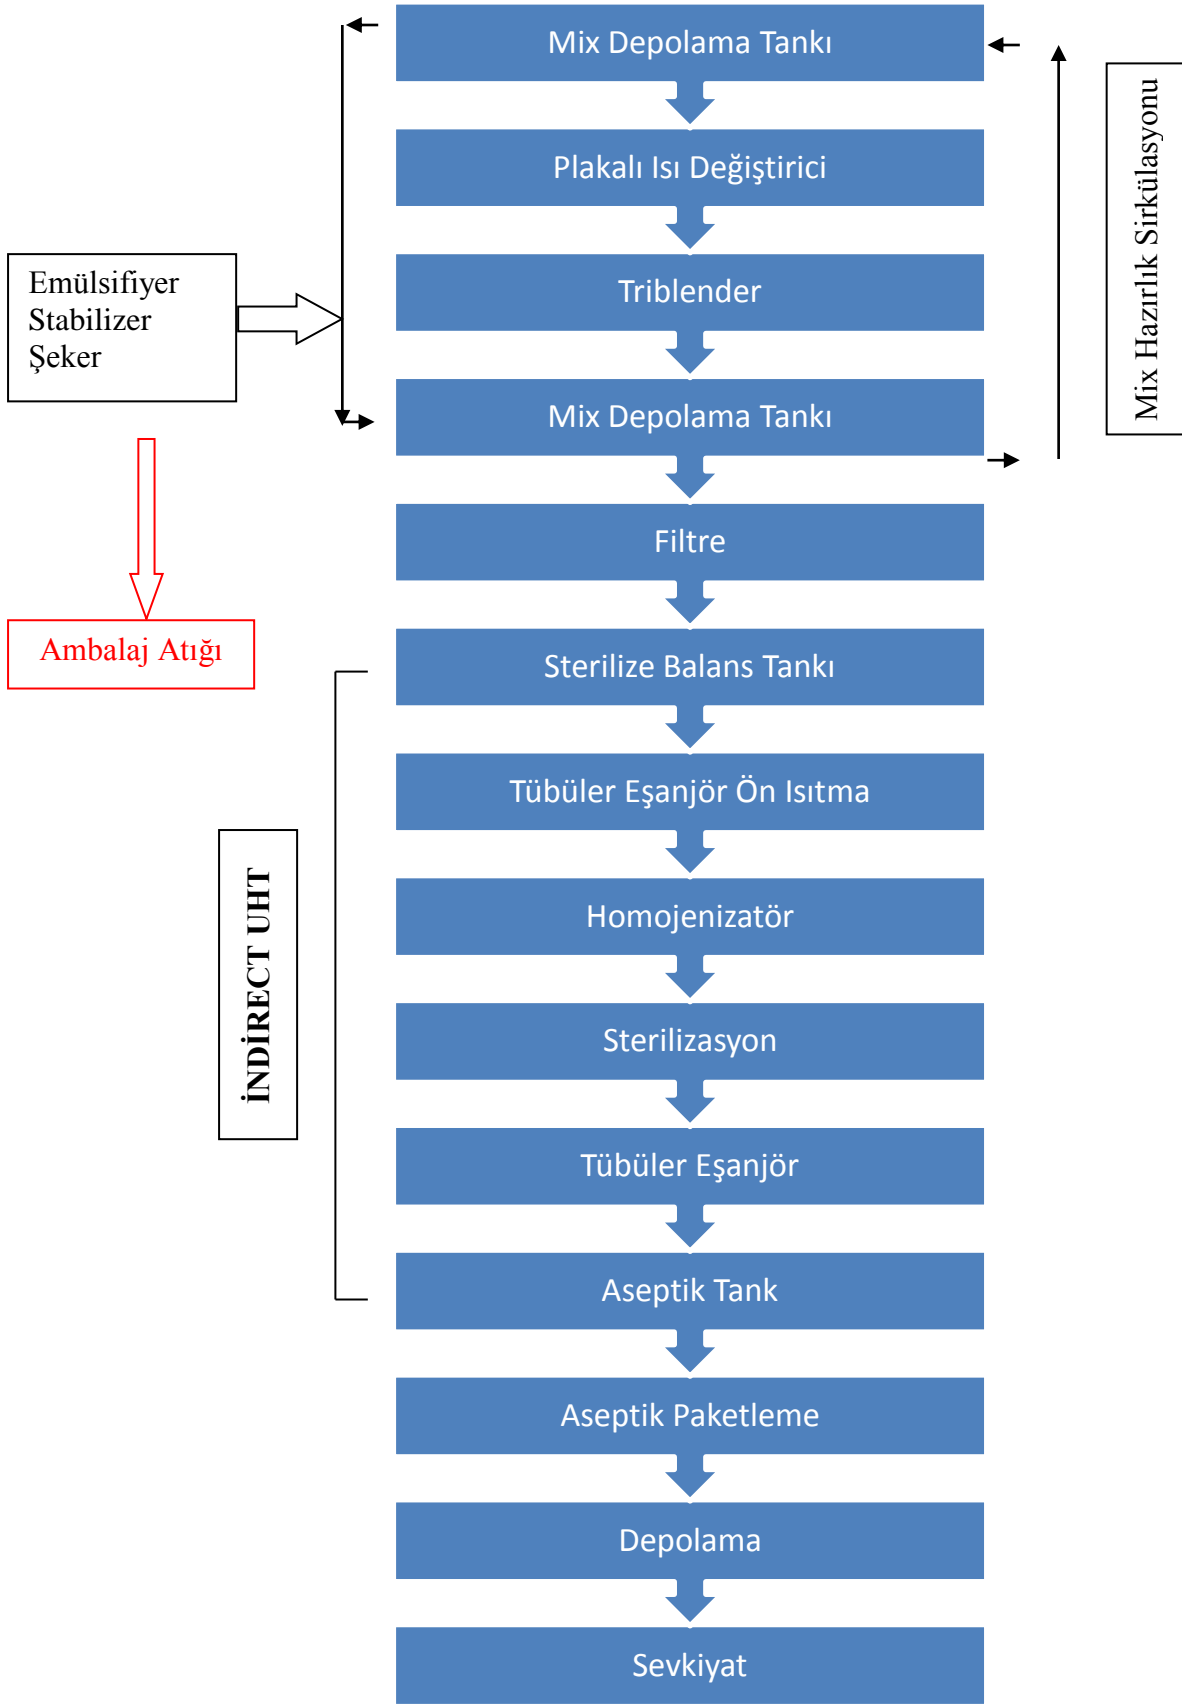 Mix Depolama Tankı
Plakalı Isı Değiştirici
Triblender
Mix Depolama Tankı
Mix Hazırlık Sirkülasyonu
Emülsifiyer
Stabilizer
Şeker
Ambalaj Atığı
Filtre
Sterilize Balans Tankı
Tübüler Eşanjör Ön Isıtma
Homojenizatör
Sterilizasyon
Tübüler Eşanjör
Aseptik Tank
İNDİRECT UHT
Aseptik Paketleme
Depolama
Sevkiyat